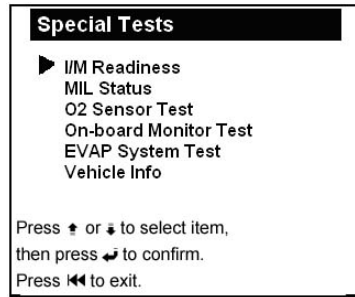 Special Tests
I/M Readiness
MIL Status
O2 Sensor Test
On-board Monitor Test
EVAP System Test
Vehicle Info
Press ⬆ or ⬇ to select item,
then press ↵ to confirm.
Press ⏮ to exit.